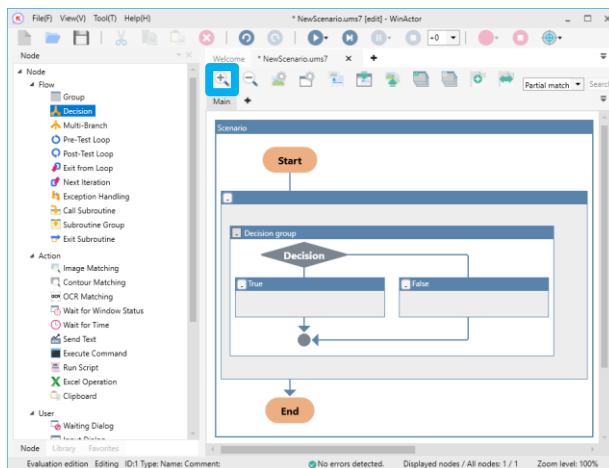 File(F) View(V) Tool(T) Help(H) * NewScenario.ums7 [edit] - WinActor
+0
Node
Welcome * NewScenario.ums7
Partial match Search
Main
Node
Flow
Group
Decision
Multi-Branch
Pre-Test Loop
Post-Test Loop
Exit from Loop
Next Iteration
Exception Handling
Call Subroutine
Subroutine Group
Exit Subroutine
Action
Image Matching
Contour Matching
OCR OCR Matching
Wait for Window Status
Wait for Time
Send Text
Execute Command
Run Script
Excel Operation
Clipboard
User
Waiting Dialog
Scenario
Start
Decision group
Decision
True
False
End
Node Library Favorites
Evaluation edition Editing ID:1 Type: Name: Comment: No errors detected. Displayed nodes / All nodes: 1 / 1 Zoom level: 100%